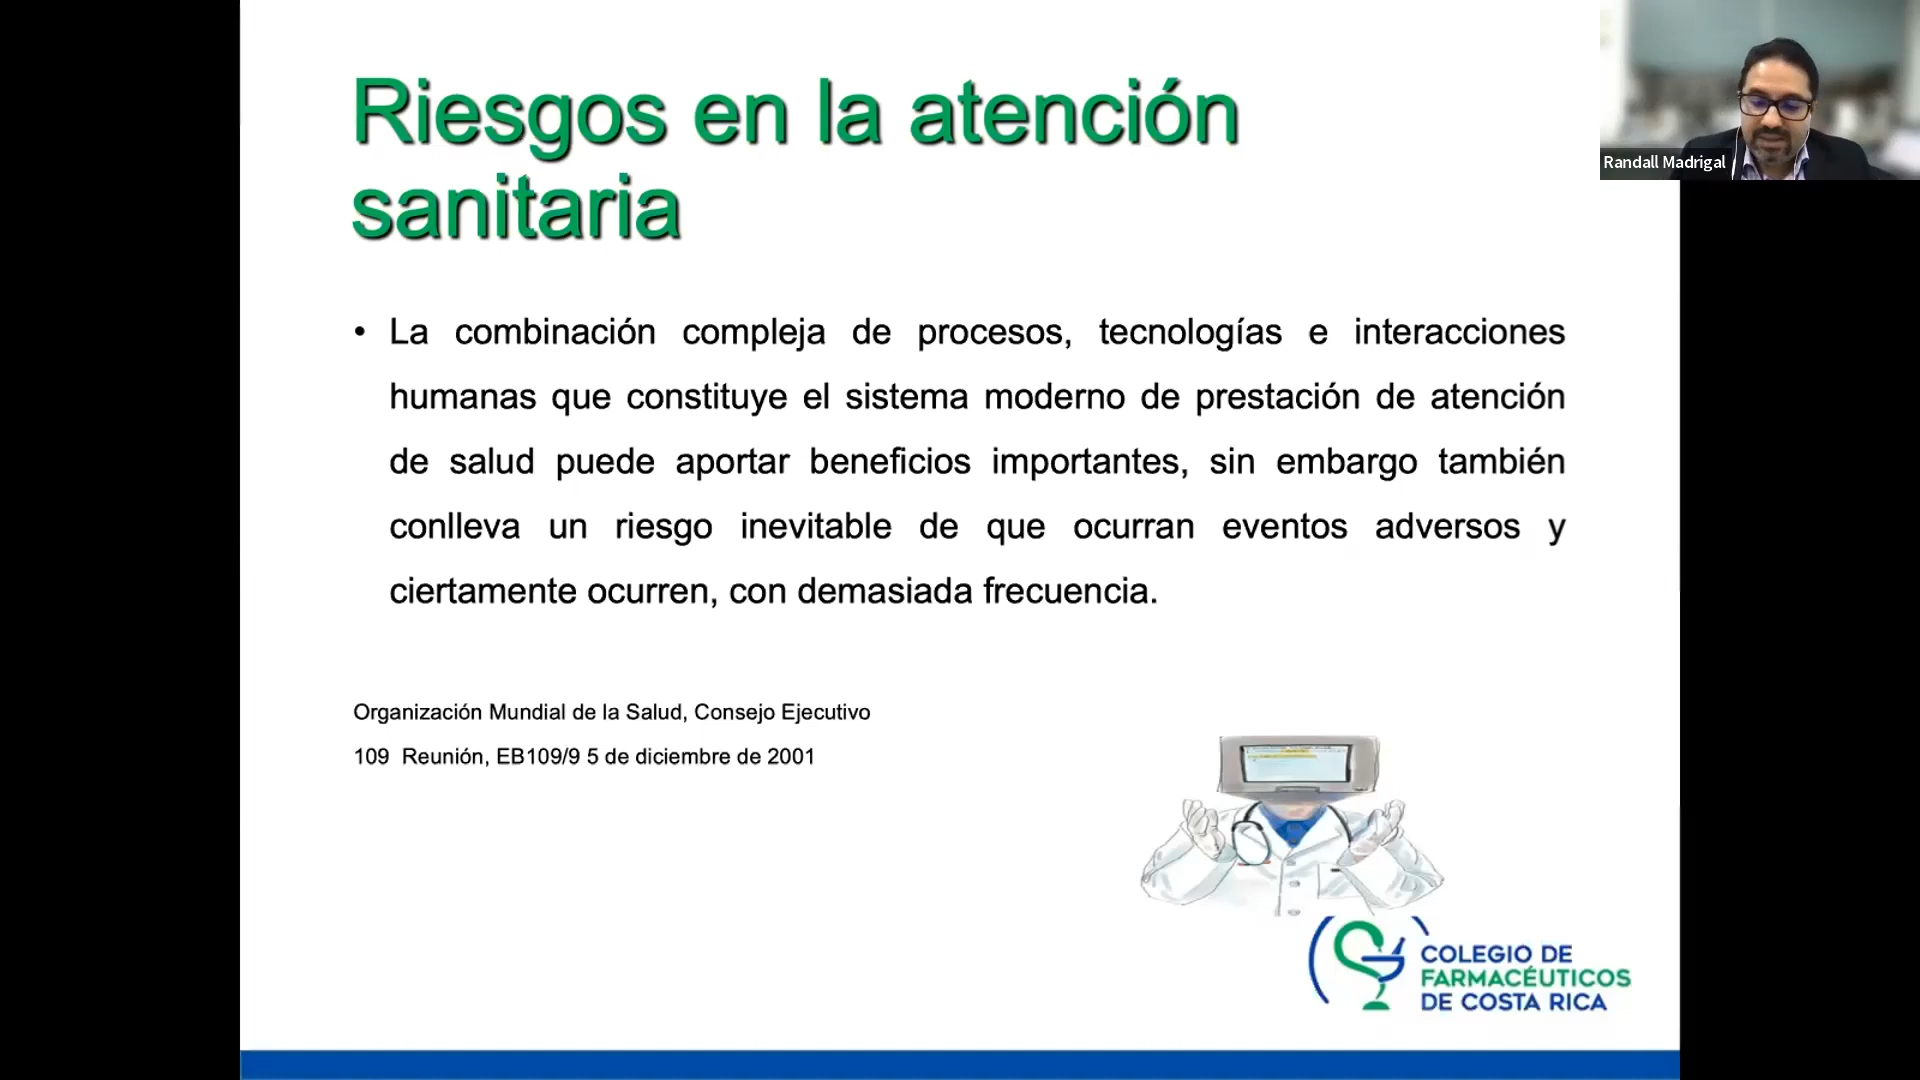 Riesgos en la atención
sanitaria
Randall Madrigal
• La combinación compleja de procesos, tecnologías e interacciones
humanas que constituye el sistema moderno de prestación de atención
de salud puede aportar beneficios importantes, sin embargo también
conlleva un riesgo inevitable de que ocurran eventos adversos y
ciertamente ocurren, con demasiada frecuencia.
Organización Mundial de la Salud, Consejo Ejecutivo
109 Reunión, EB109/9 5 de diciembre de 2001
COLEGIO DE
FARMACÉUTICOS
DE COSTA RICA